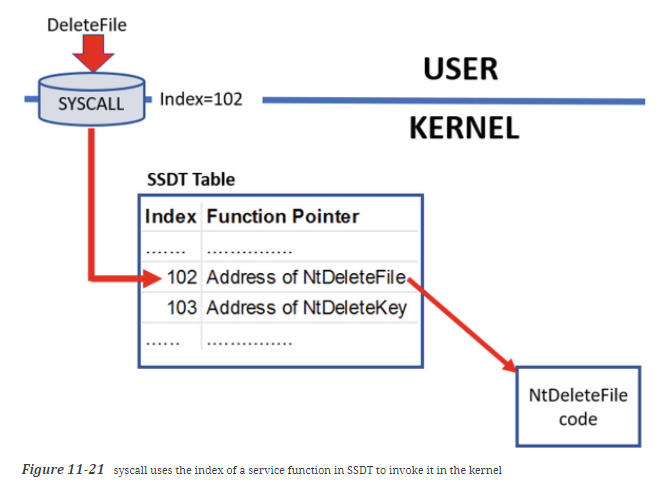 DeleteFile
SYSCALL
Index=102
USER
KERNEL
SSDT Table
Index Function Pointer
....... ...............
102 Address of NtDeleteFile
103 Address of NtDeleteKey
...... ...............
NtDeleteFile
code
Figure 11-21 syscall uses the index of a service function in SSDT to invoke it in the kernel